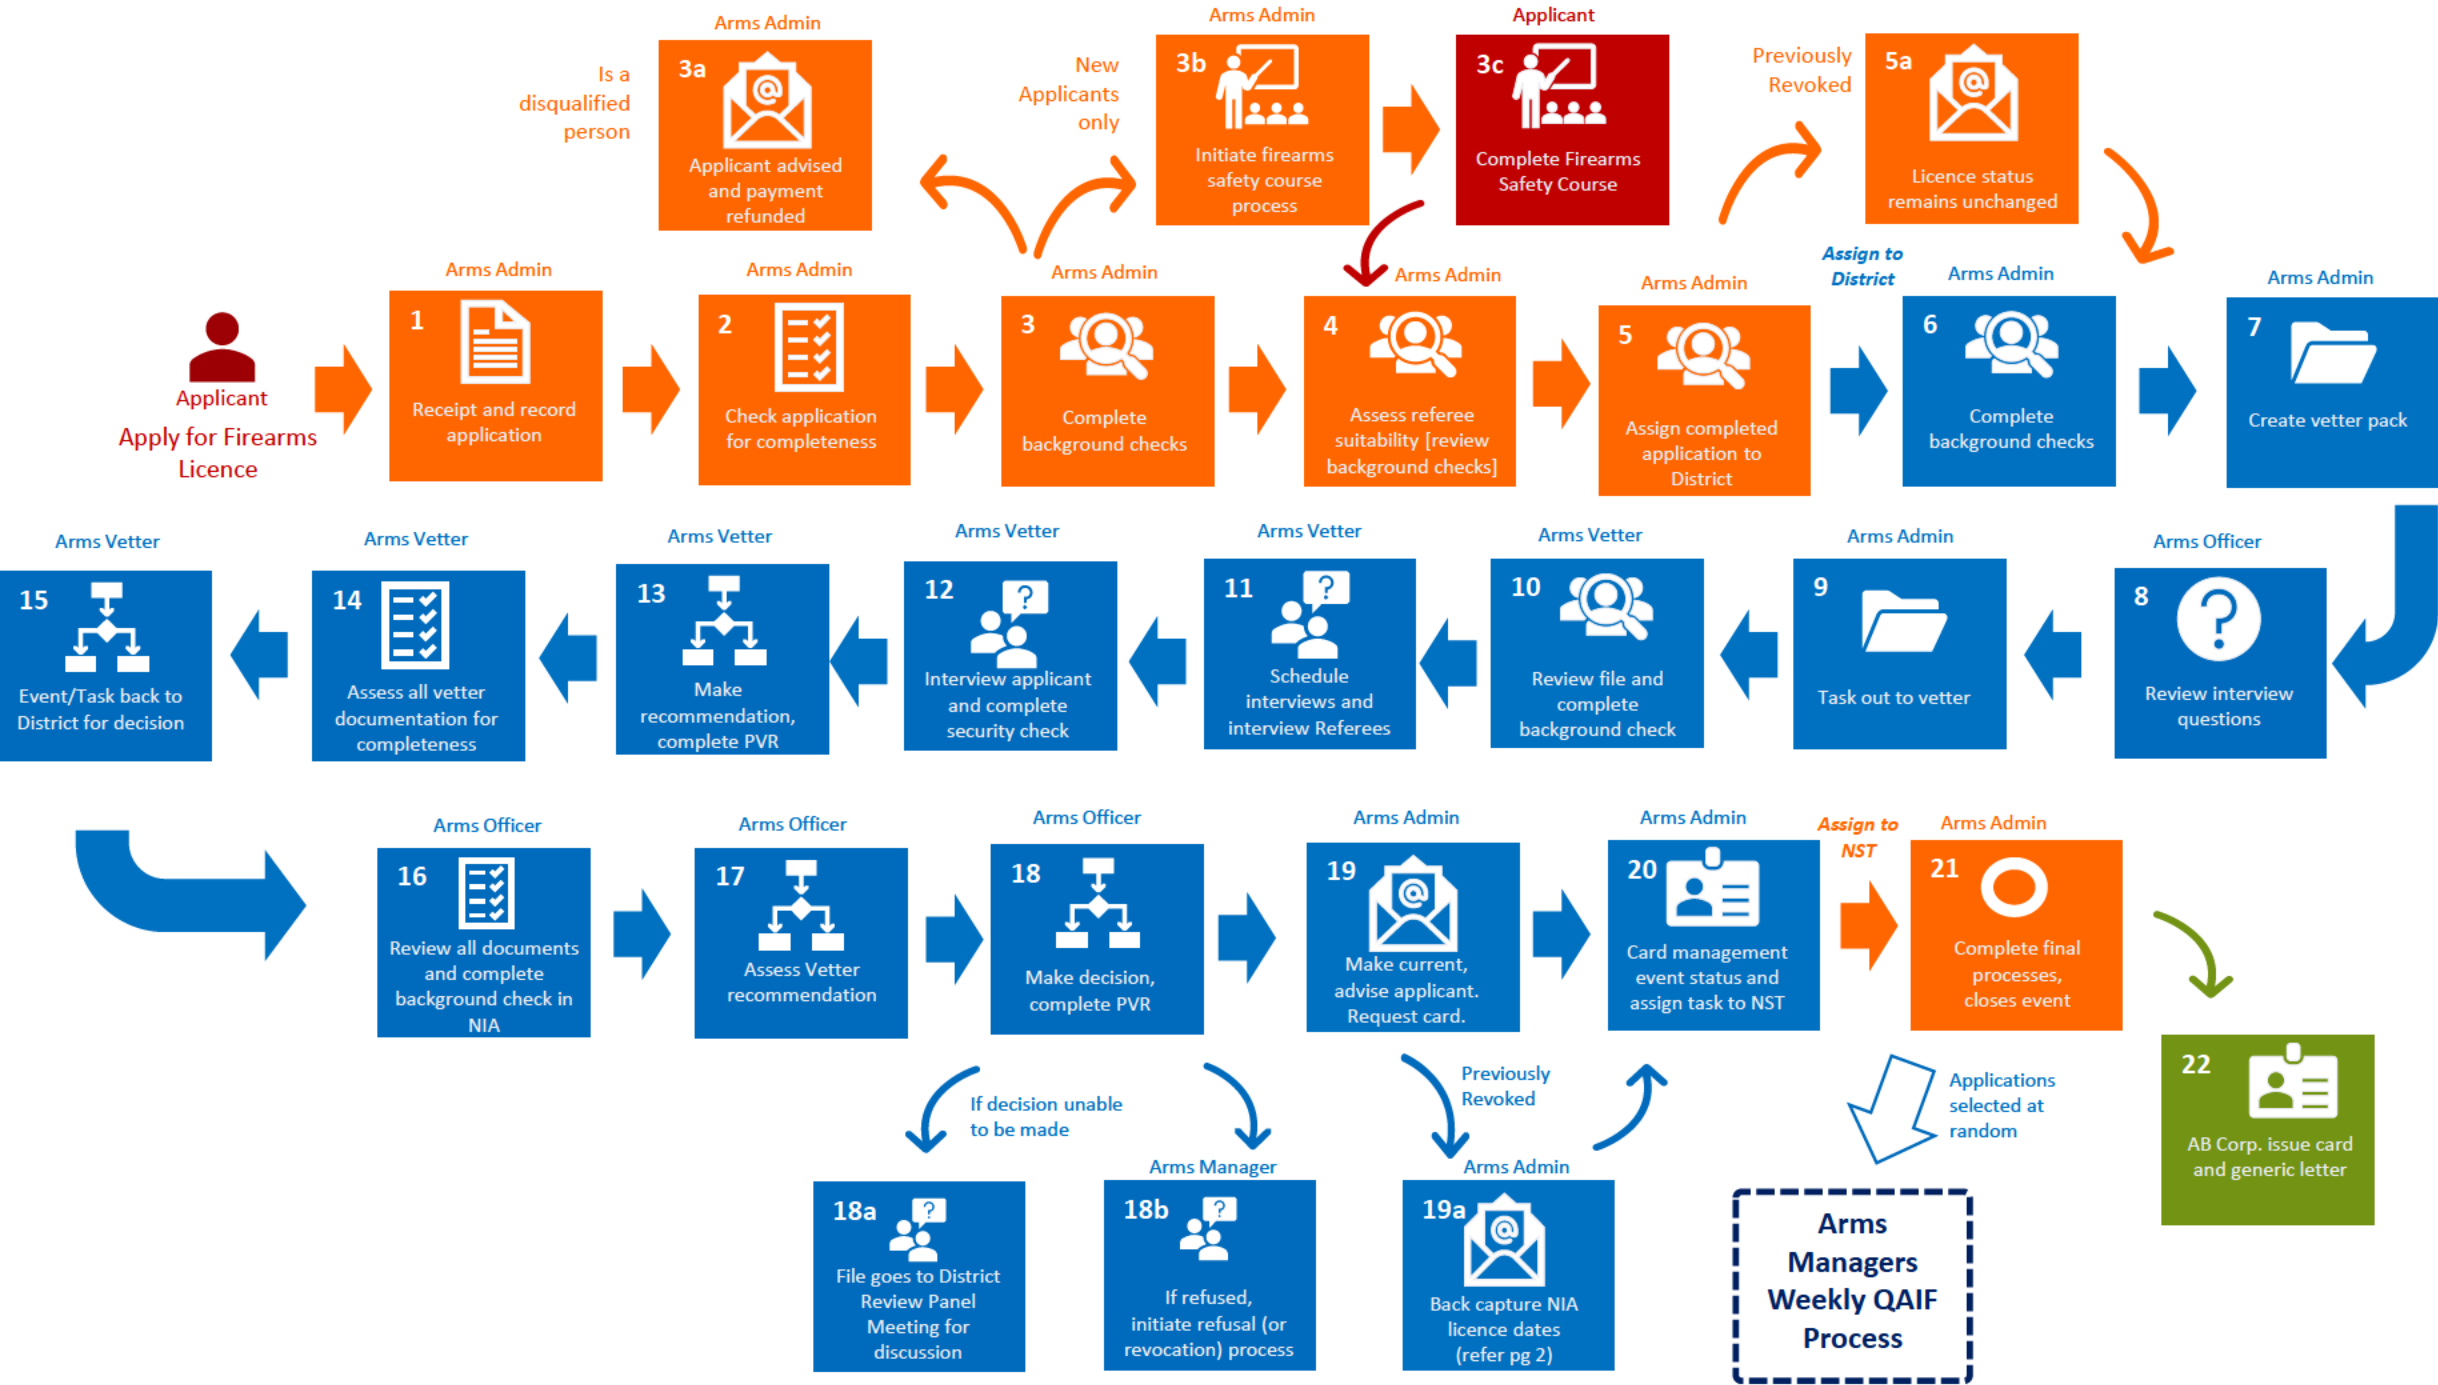 Arms Admin
Is a
disqualified
person
3a
Applicant advised
and payment
refunded
New
Applicants
only
Arms Admin
3b
Initiate firearms
safety course
process
Applicant
3c
Complete Firearms
Safety Course
Previously
Revoked
5a
Licence status
remains unchanged
Applicant
Apply for Firearms
Licence
Arms Admin
1
Receipt and record
application
Arms Admin
2
Check application
for completeness
Arms Admin
3
Complete
background checks
Arms Admin
4
Assess referee
suitability [review
background checks]
Arms Admin
5
Assign completed
application to
District
Assign to
District
Arms Admin
6
Complete
background checks
Arms Admin
7
Create vetter pack
Arms Officer
8
Review interview
questions
Arms Admin
9
Task out to vetter
Arms Vetter
10
Review file and
complete
background check
Arms Vetter
11
Schedule
interviews and
interview Referees
Arms Vetter
12
Interview applicant
and complete
security check
Arms Vetter
13
Make
recommendation,
complete PVR
Arms Vetter
14
Assess all vetter
documentation for
completeness
Arms Vetter
15
Event/Task back to
District for decision
Arms Officer
16
Review all documents
and complete
background check in
NIA
Arms Officer
17
Assess Vetter
recommendation
Arms Officer
18
Make decision,
complete PVR
Arms Admin
19
Make current,
advise applicant.
Request card.
Arms Admin
20
Card management
event status and
assign task to NST
Assign to
NST
Arms Admin
21
Complete final
processes,
closes event
22
AB Corp. issue card
and generic letter
If decision unable
to be made
18a
File goes to District
Review Panel
Meeting for
discussion
Arms Manager
18b
If refused,
initiate refusal (or
revocation) process
Previously
Revoked
Arms Admin
19a
Back capture NIA
licence dates
(refer pg 2)
Applications
selected at
random
Arms
Managers
Weekly QAIF
Process